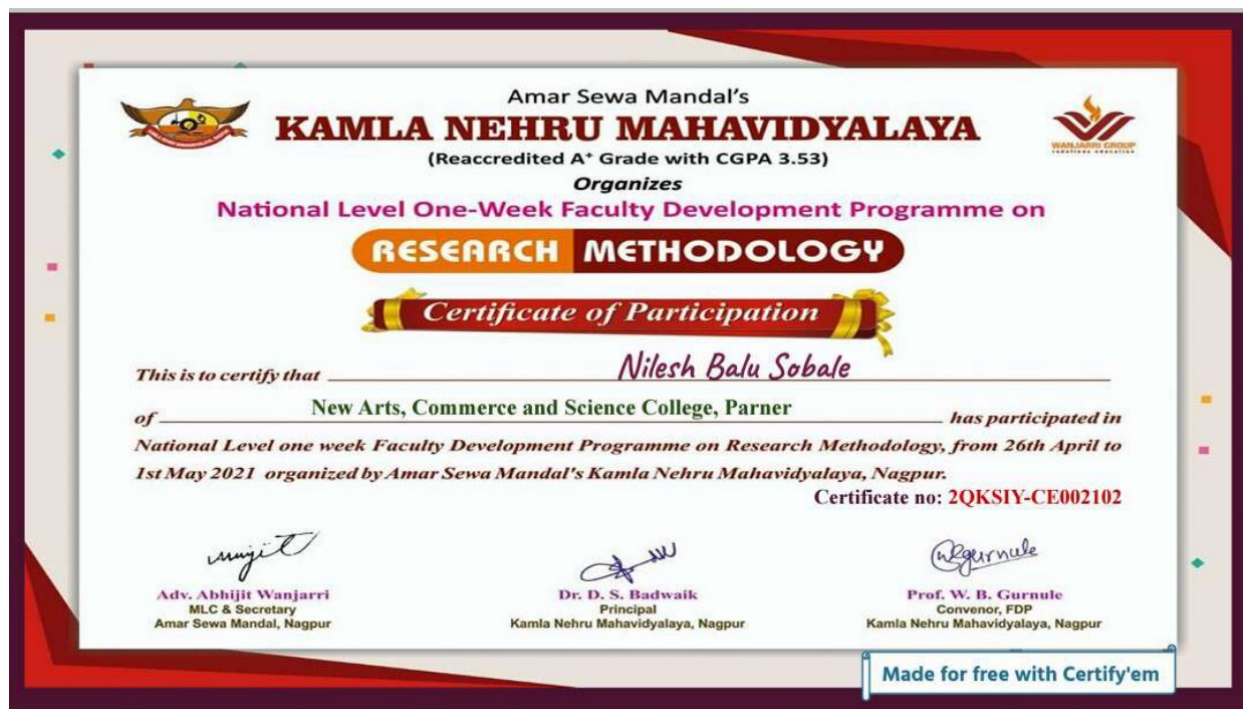 Amar Sewa Mandal's
KAMLA NEHRU MAHAVIDYALAYA
(Reaccredited A⁺ Grade with CGPA 3.53)
WANJARRI GROUP
Organizes
National Level One-Week Faculty Development Programme on
RESEARCH METHODOLOGY
Certificate of Participation
This is to certify that Nilesh Balu Sobale
of New Arts, Commerce and Science College, Parner has participated in
National Level one week Faculty Development Programme on Research Methodology, from 26th April to
1st May 2021 organized by Amar Sewa Mandal's Kamla Nehru Mahavidyalaya, Nagpur.
Certificate no: 2QKSIY-CE002102
Adv. Abhijit Wanjarri
MLC & Secretary
Amar Sewa Mandal, Nagpur
Dr. D. S. Badwaik
Principal
Kamla Nehru Mahavidyalaya, Nagpur
Prof. W. B. Gurnule
Convenor, FDP
Kamla Nehru Mahavidyalaya, Nagpur
Made for free with Certify'em